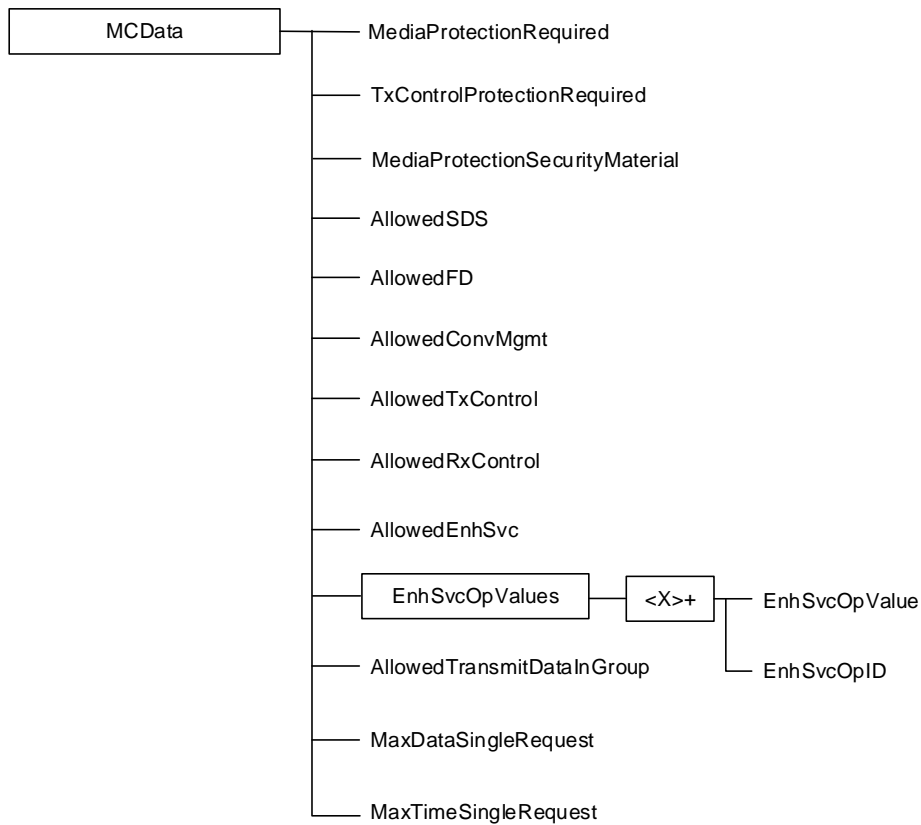 MCData
MediaProtectionRequired
TxControlProtectionRequired
MediaProtectionSecurityMaterial
AllowedSDS
AllowedFD
AllowedConvMgmt
AllowedTxControl
AllowedRxControl
AllowedEnhSvc
EnhSvcOpValues
<X>+
EnhSvcOpValue
EnhSvcOpID
AllowedTransmitDataInGroup
MaxDataSingleRequest
MaxTimeSingleRequest